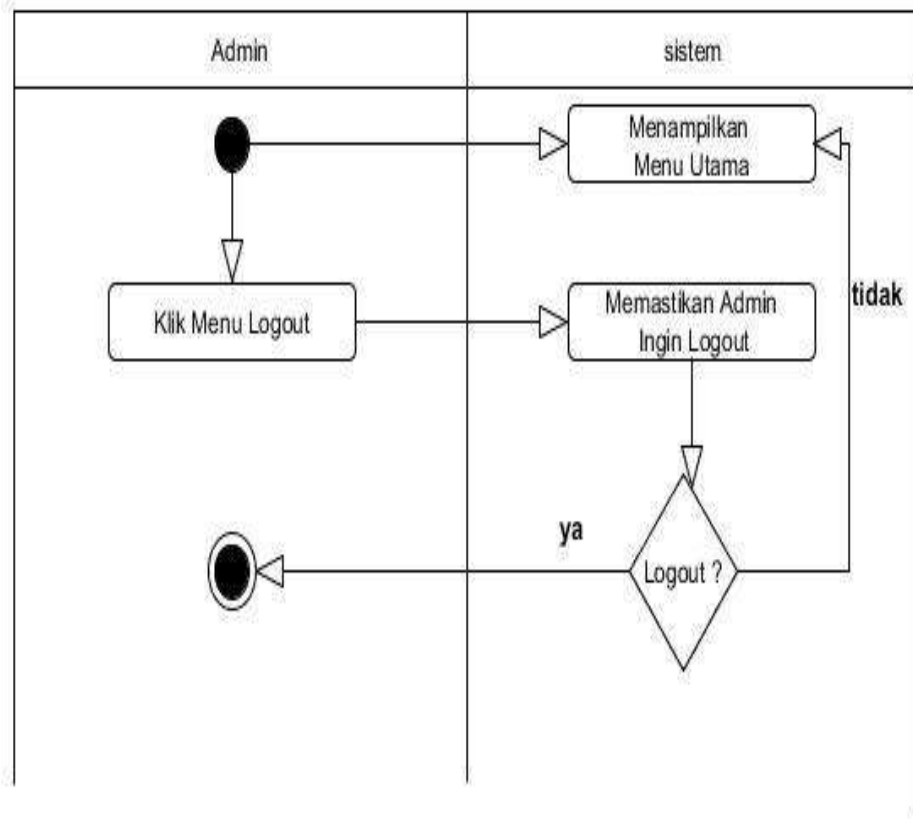 Admin
sistem
Menampilkan
Menu Utama
Klik Menu Logout
Memastikan Admin
Ingin Logout
tidak
ya
Logout ?